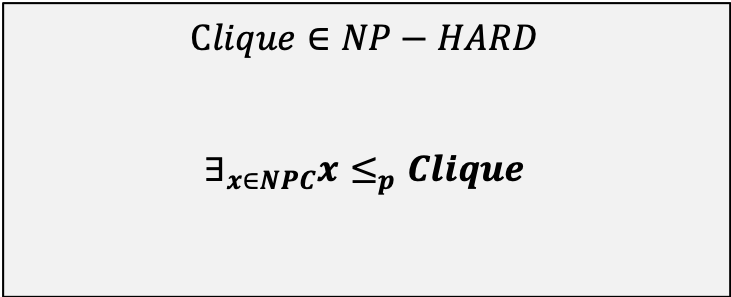 Clique ∈ NP − HARD
∃x∈NPC x ≤p Clique